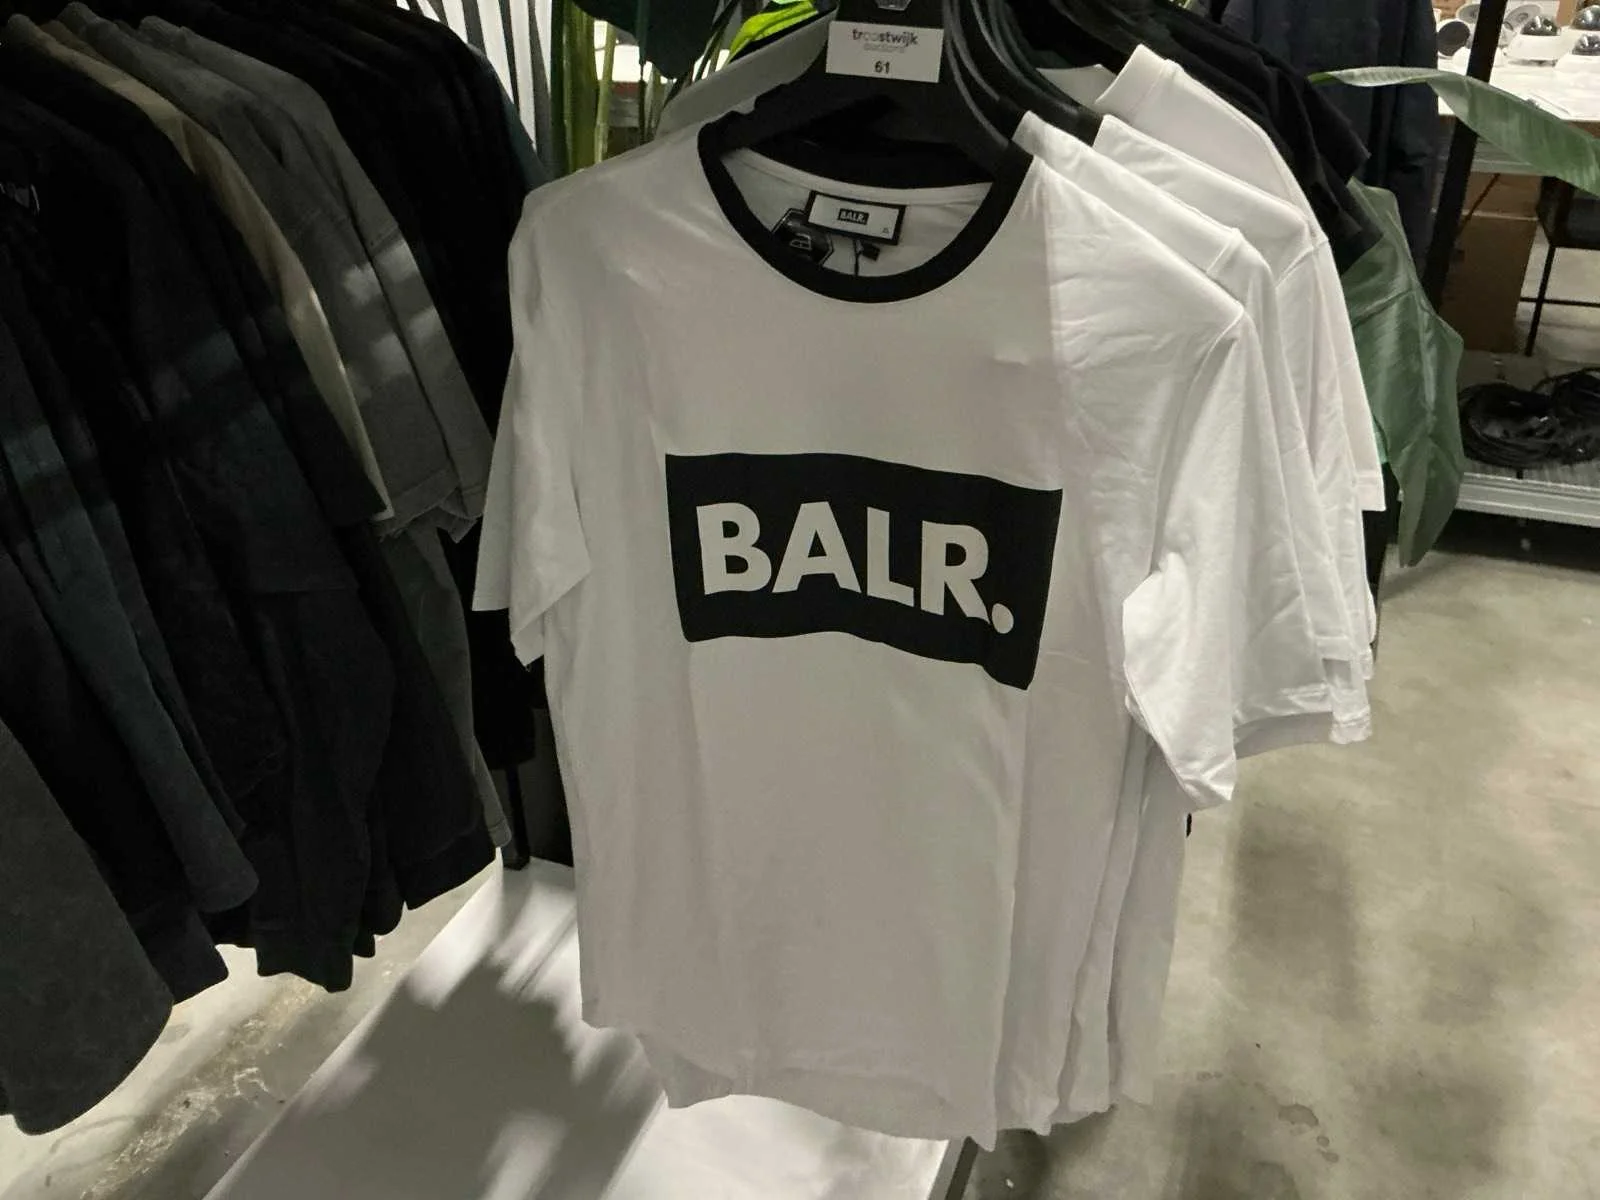 troostwijk
auctions
61
BALR.
BALR.